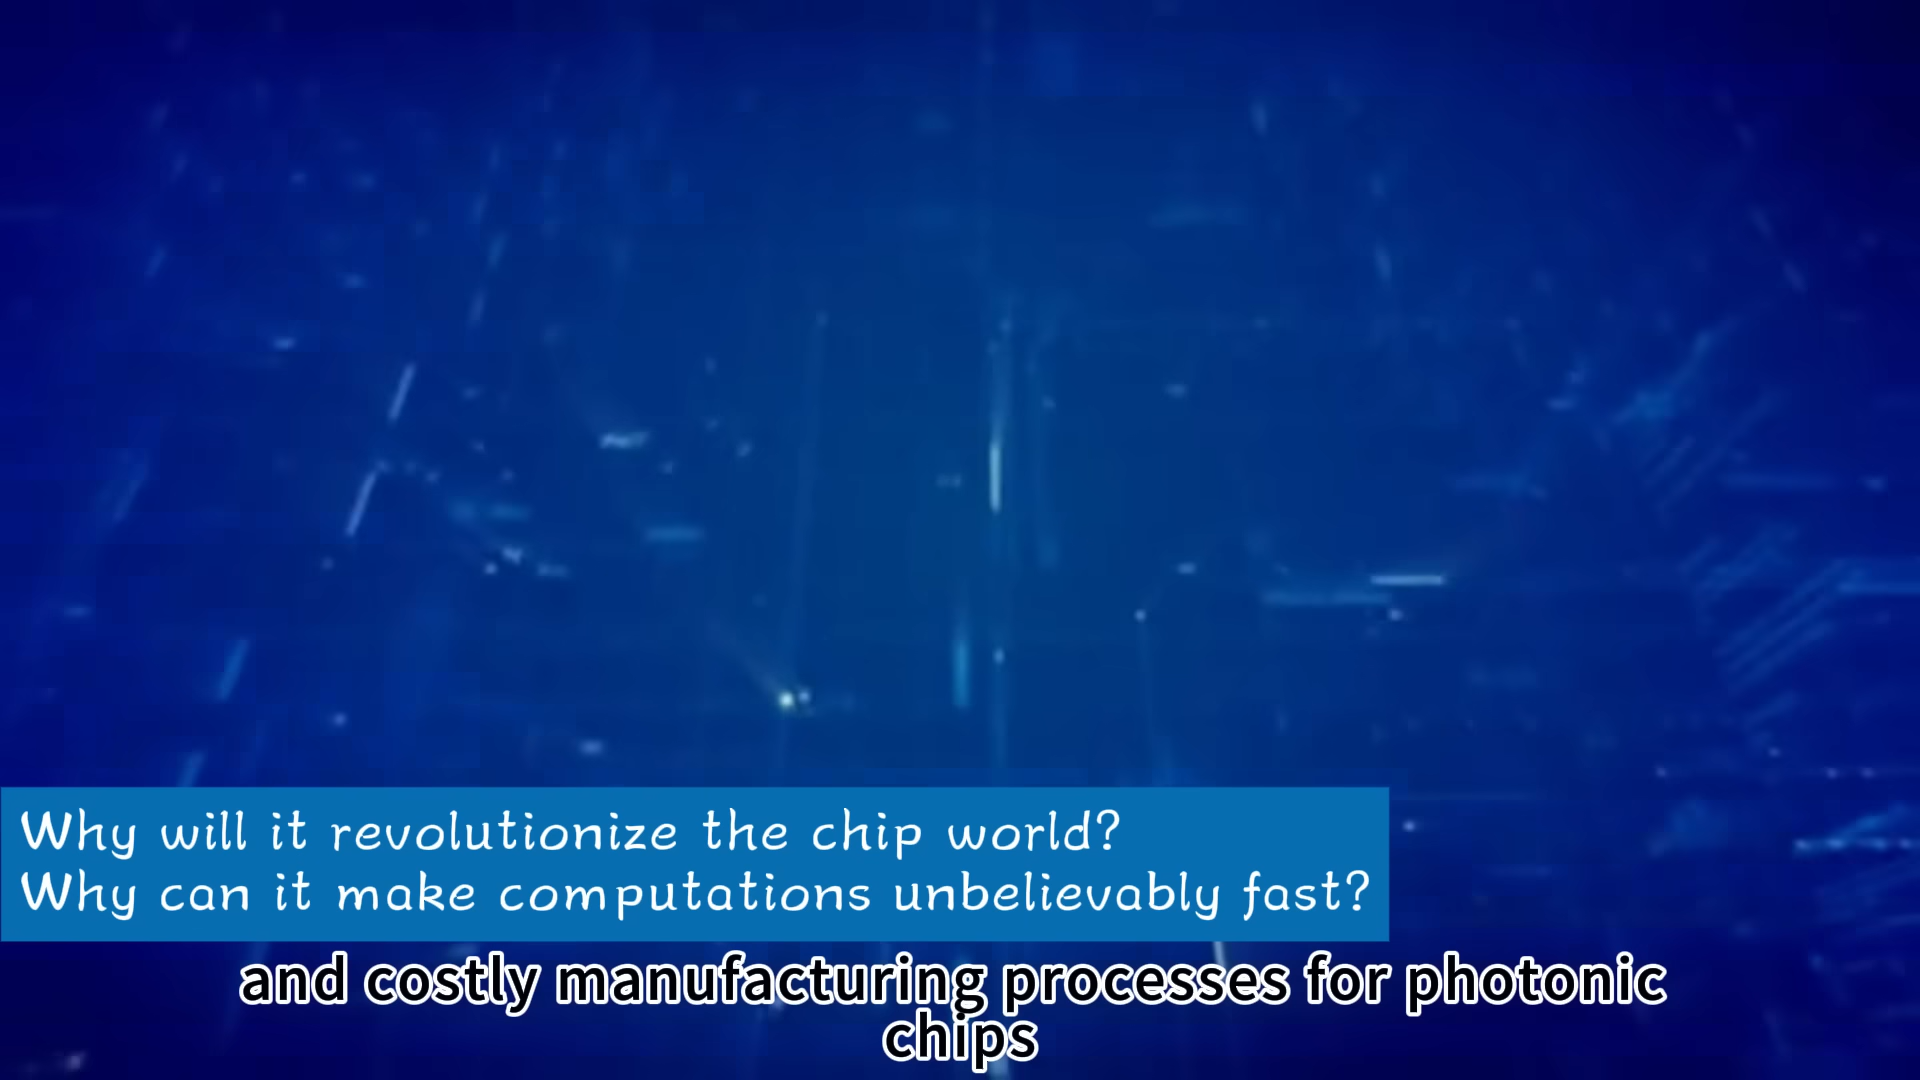 Why will it revolutionize the chip world?
Why can it make computations unbelievably fast?
and costly manufacturing processes for photonic
chips